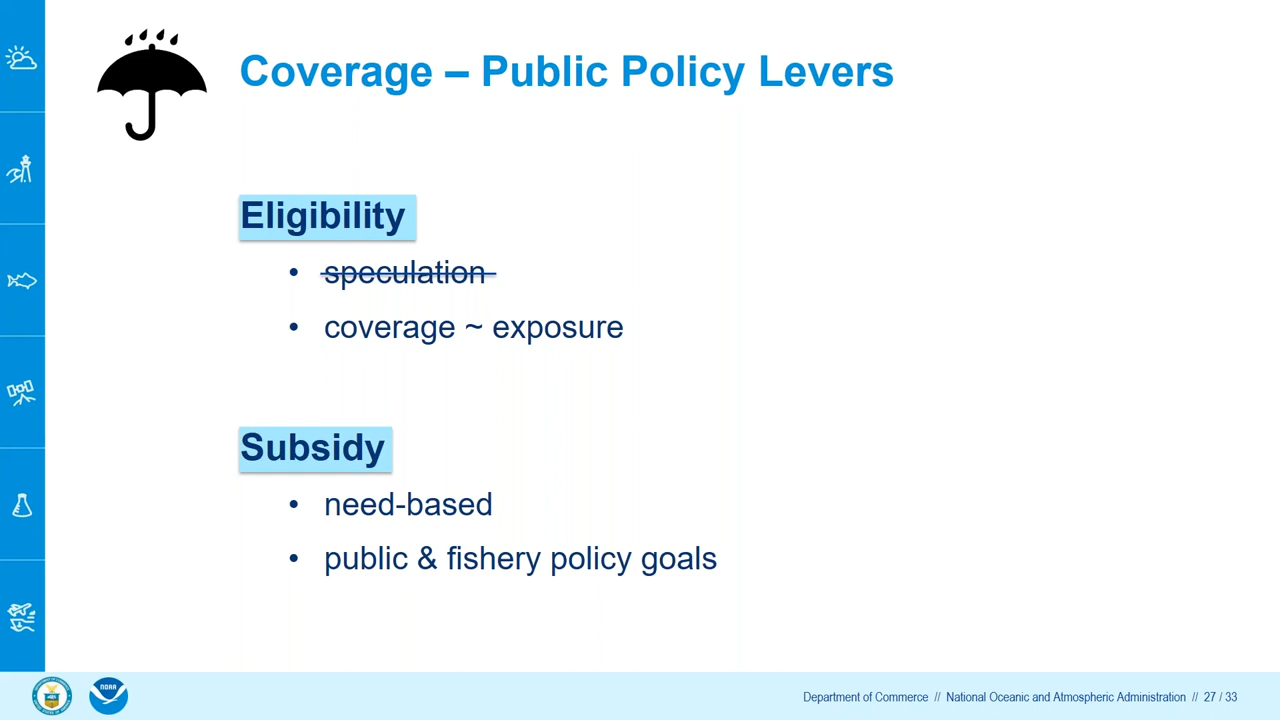 Coverage – Public Policy Levers
Eligibility
• speculation
• coverage ~ exposure
Subsidy
• need-based
• public & fishery policy goals
NOAA
Department of Commerce // National Oceanic and Atmospheric Administration // 27 / 33